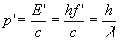 p' = E'/c = hf'/c = h/λ